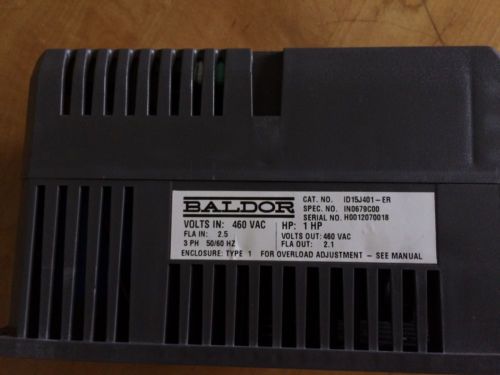 BALDOR
CAT. NO. ID15J401-ER
SPEC. NO. IN0679C00
SERIAL NO. H0012070018
VOLTS IN: 460 VAC HP: 1 HP
FLA IN: 2.5 VOLTS OUT: 460 VAC
3 PH 50/60 HZ FLA OUT: 2.1
ENCLOSURE: TYPE 1 FOR OVERLOAD ADJUSTMENT - SEE MANUAL